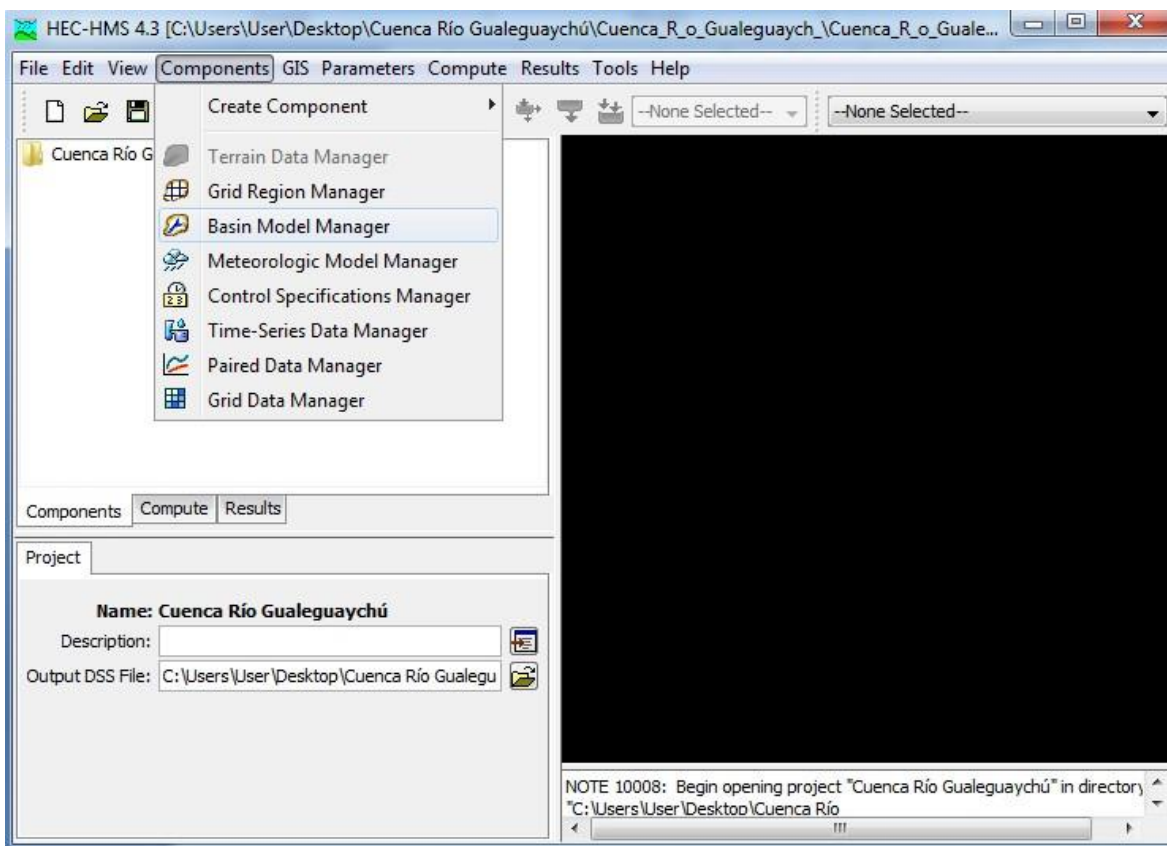 HEC-HMS 4.3 [C:\Users\User\Desktop\Cuenca Río Gualeguaychú\Cuenca_R_o_Gualeguaych_\Cuenca_R_o_Guale...
File Edit View Components GIS Parameters Compute Results Tools Help
Create Component
--None Selected-- --None Selected--
Cuenca Río G
Terrain Data Manager
Grid Region Manager
Basin Model Manager
Meteorologic Model Manager
Control Specifications Manager
Time-Series Data Manager
Paired Data Manager
Grid Data Manager
Components Compute Results
Project
Name: Cuenca Río Gualeguaychú
Description:
Output DSS File: C:\Users\User\Desktop\Cuenca Río Gualegu
NOTE 10008: Begin opening project "Cuenca Río Gualeguaychú" in directory
"C:\Users\User\Desktop\Cuenca Río